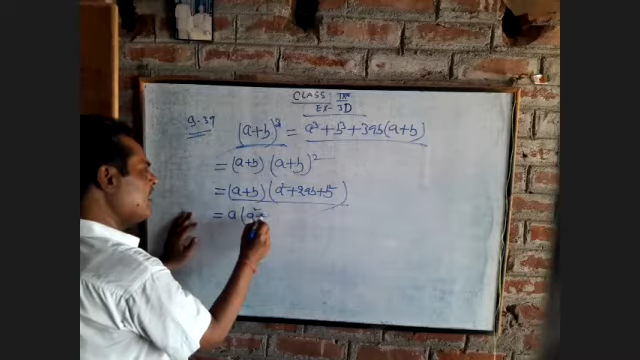 CLASS: IX
EX-3D
9.37 (a+b)³ = a³+b³+3ab(a+b)
= (a+b) (a+b)²
= (a+b) (a²+2ab+b²)
= a(a²+